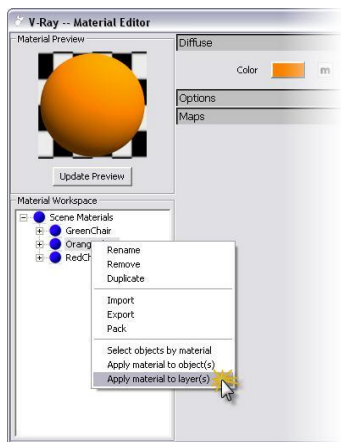 V-Ray -- Material Editor
Material Preview
Diffuse
Color
m
Options
Maps
Update Preview
Material Workspace
Scene Materials
GreenChair
Orang
RedCh
Rename
Remove
Duplicate
Import
Export
Pack
Select objects by material
Apply material to object(s)
Apply material to layer(s)